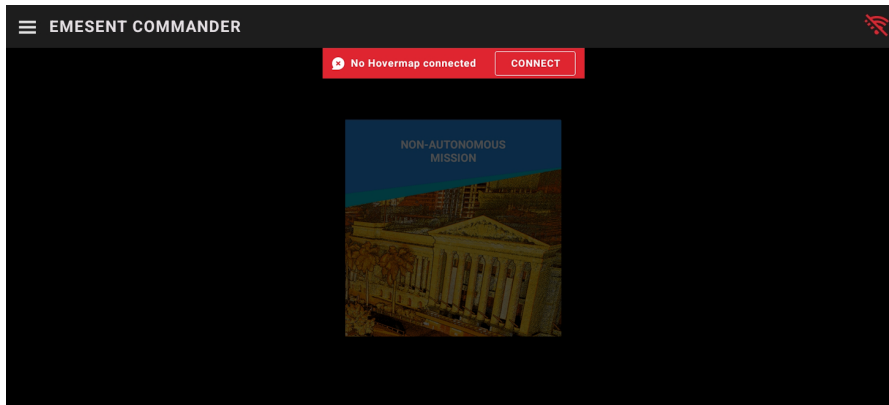 EMESENT COMMANDER
No Hovermap connected CONNECT
NON-AUTONOMOUS
MISSION